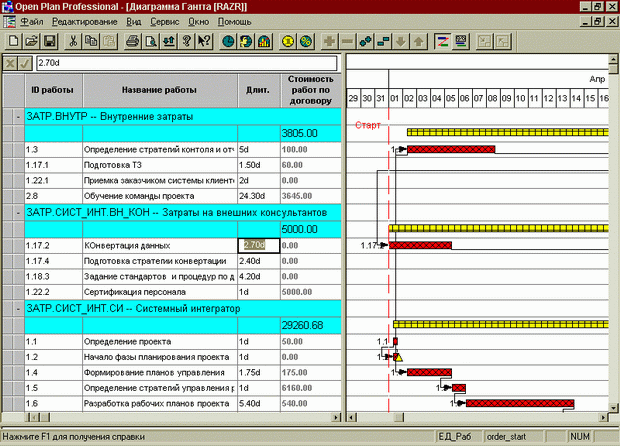 Open Plan Professional - [Диаграмма Гантта [RAZR]]
Файл Редактирование Вид Сервис Окно Помощь
2.70d
ID работы Название работы Длит. Стоимость работ по договору
Апр
29 30 31 01 02 03 04 05 06 07 08 09 10 11 12 13 14 15 16
Старт
- ЗАТР.ВНУТР -- Внутренние затраты
3805.00
1.3 Определение стратегий контоля и отч 5d 100.00
1.17.1 Подготовка ТЗ 1.50d 60.00
1.22.1 Приемка заказчиком системы клиент 2d 0.00
2.8 Обучение команды проекта 24.30d 3645.00
- ЗАТР.СИСТ_ИНТ.ВН_КОН -- Затраты на внешних консультантов
5000.00
1.17.2 КОнвертация данных 2.70d 0.00 1.17.2
1.17.4 Подготовка стратегии конвертации 2.40d 0.00
1.18.3 Задание стандартов и процедур по д 4.20d 0.00
1.22.2 Сертификация персонала 1d 5000.00
- ЗАТР.СИСТ_ИНТ.СИ -- Системный интегратор
29260.68
1.1 Определение проекта 1d 50.00 1.1
1.2 Начало фазы планирования проекта 1d 0.00 1.2
1.4 Формирование планов управления 1.75d 175.00
1.5 Определение стратегий управления р 1d 6160.00
1.6 Разработка рабочих планов проекта 5.40d 540.00
Нажмите F1 для получения справки ЕД_Раб order_start NUM